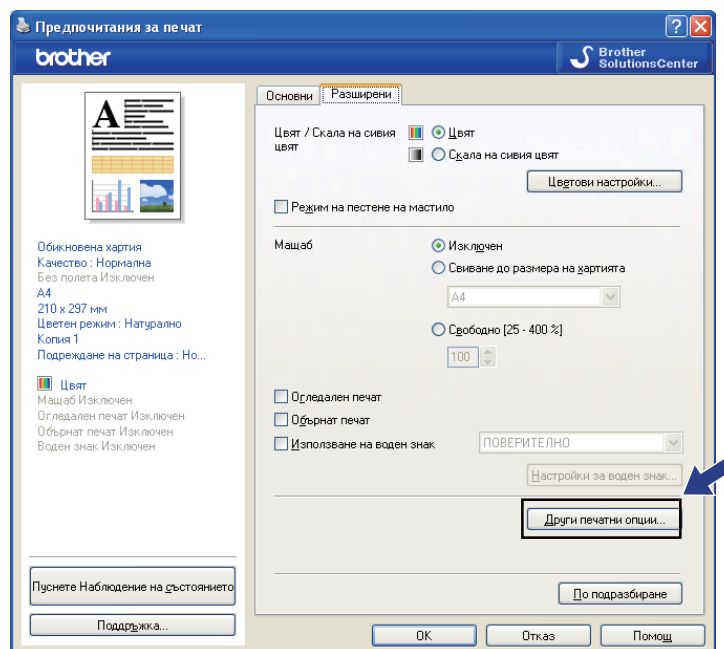 Предпочитания за печат
brother
Brother
SolutionsCenter
A
Обикновена хартия
Качество : Нормална
Без полета Изключен
A4
210 x 297 мм
Цветен режим : Натурално
Копия 1
Подреждане на страница : Но...
Цвят
Мащаб Изключен
Огледален печат Изключен
Обърнат печат Изключен
Воден знак Изключен
Пуснете Наблюдение на състоянието
Поддръжка...
Основни Разширени
Цвят / Скала на сивия
цвят
Цвят
Скала на сивия цвят
Цветови настройки...
Режим на пестене на мастило
Мащаб
Изключен
Свиване до размера на хартията
A4
Свободно [25 - 400 %]
100
Огледален печат
Обърнат печат
Използване на воден знак ПОВЕРИТЕЛНО
Настройки за воден знак...
Други печатни опции...
По подразбиране
OK Отказ Помощ